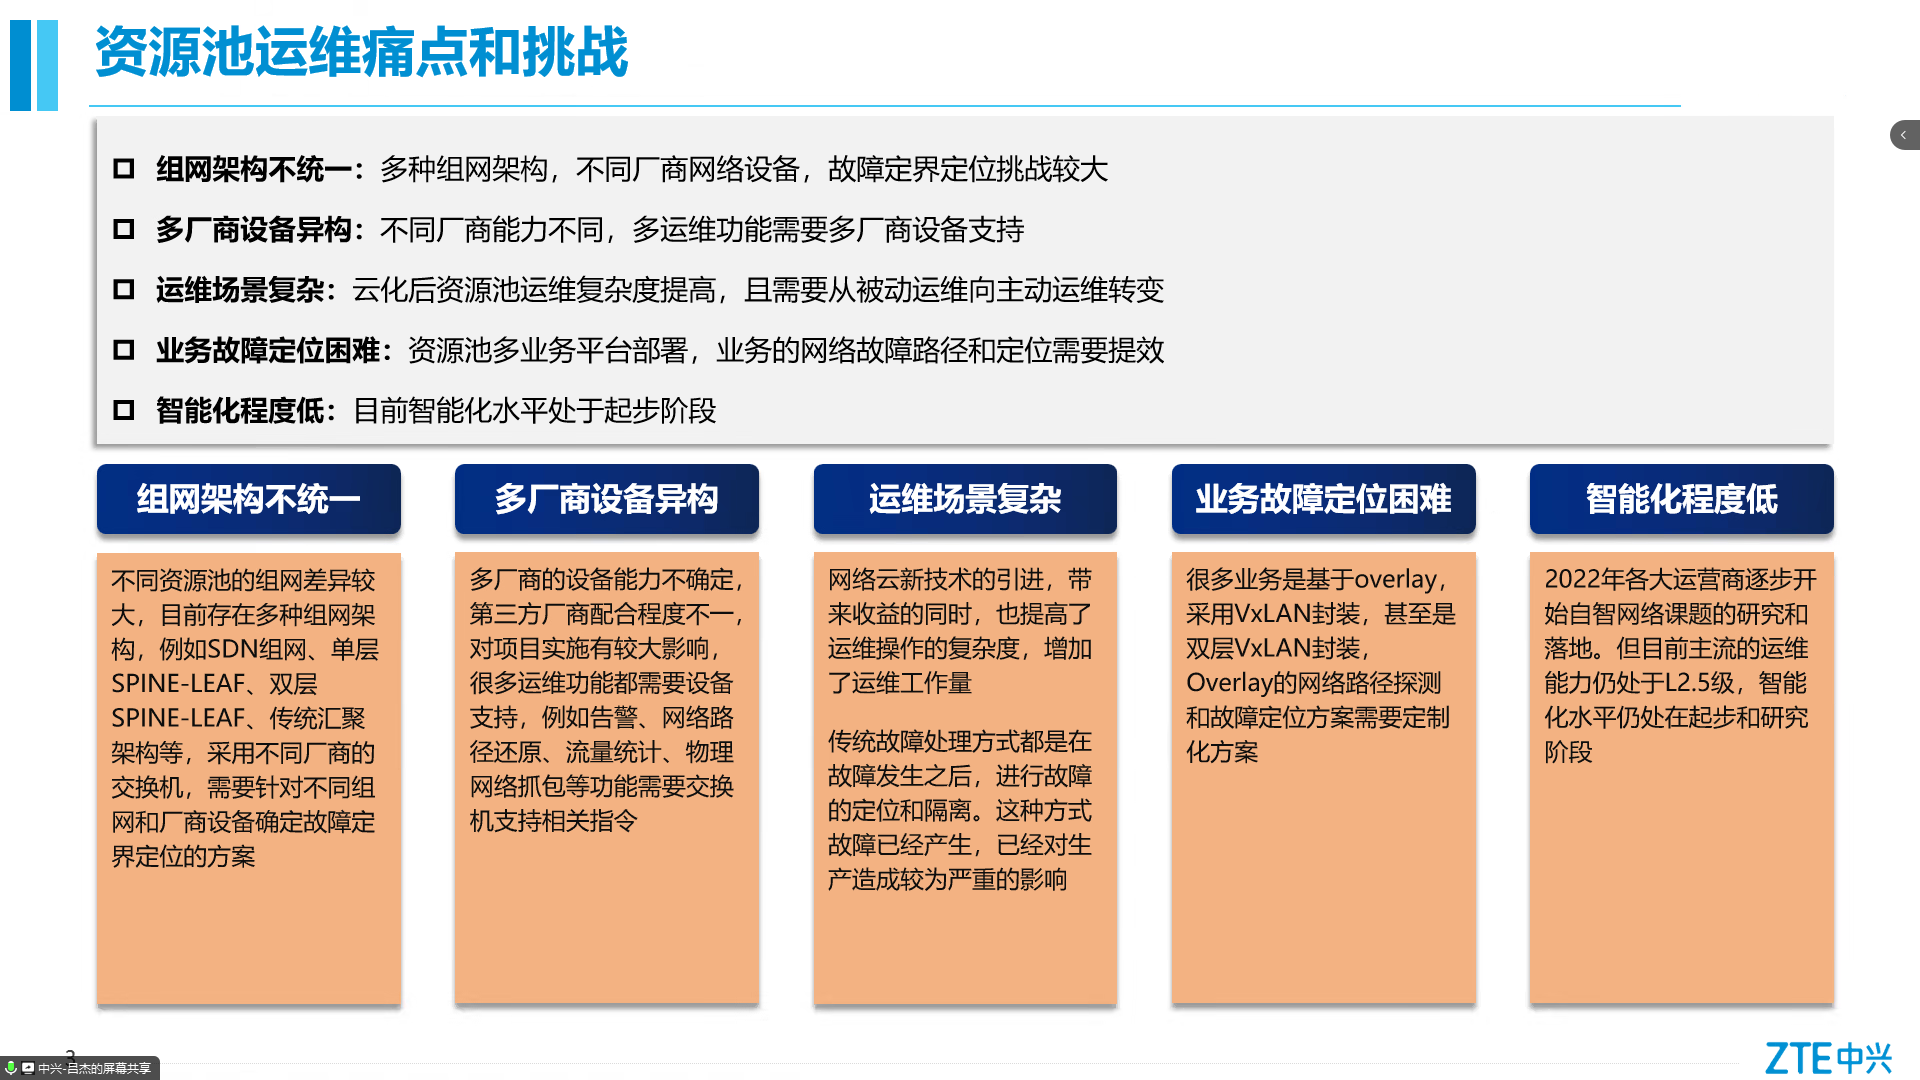 资源池运维痛点和挑战
组网架构不统一：多种组网架构，不同厂商网络设备，故障定界定位挑战较大
多厂商设备异构：不同厂商能力不同，多运维功能需要多厂商设备支持
运维场景复杂：云化后资源池运维复杂度提高，且需要从被动运维向主动运维转变
业务故障定位困难：资源池多业务平台部署，业务的网络故障路径和定位需要提效
智能化程度低：目前智能化水平处于起步阶段
组网架构不统一
不同资源池的组网差异较
大，目前存在多种组网架
构，例如SDN组网、单层
SPINE-LEAF、双层
SPINE-LEAF、传统汇聚
架构等，采用不同厂商的
交换机，需要针对不同组
网和厂商设备确定故障定
界定位的方案
多厂商设备异构
多厂商的设备能力不确定，
第三方厂商配合程度不一，
对项目实施有较大影响，
很多运维功能都需要设备
支持，例如告警、网络路
径还原、流量统计、物理
网络抓包等功能需要交换
机支持相关指令
运维场景复杂
网络云新技术的引进，带
来收益的同时，也提高了
运维操作的复杂度，增加
了运维工作量
传统故障处理方式都是在
故障发生之后，进行故障
的定位和隔离。这种方式
故障已经产生，已经对生
产造成较为严重的影响
业务故障定位困难
很多业务是基于overlay，
采用VxLAN封装，甚至是
双层VxLAN封装，
Overlay的网络路径探测
和故障定位方案需要定制
化方案
智能化程度低
2022年各大运营商逐步开
始自智网络课题的研究和
落地。但目前主流的运维
能力仍处于L2.5级，智能
化水平仍处在起步和研究
阶段
3
中兴-吕杰的屏幕共享
ZTE中兴